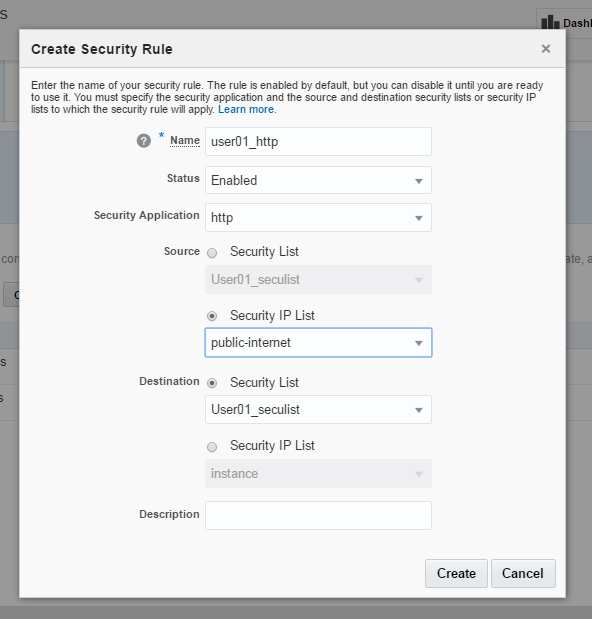 S
Dashb
Create Security Rule ×
Enter the name of your security rule. The rule is enabled by default, but you can disable it until you are ready
to use it. You must specify the security application and the source and destination security lists or security IP
lists to which the security rule will apply. Learn more.
? * Name user01_http
Status Enabled
Security Application http
Source Security List
User01_seculist
con
ate, a
C
Security IP List
public-internet
s
Destination Security List
s
User01_seculist
Security IP List
instance
Description
Create Cancel